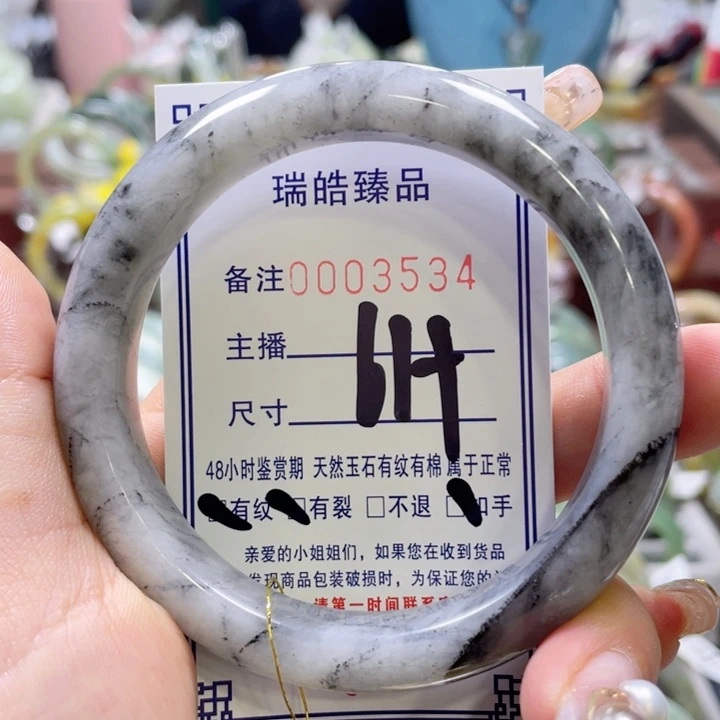 瑞皓臻品
备注0003534
主播
尺寸
48小时鉴赏期 天然玉石有纹有棉属于正常
有纹 有裂 □不退 扣手
亲爱的小姐姐们，如果您在收到货品
发现商品包装破损时，为保证您的
请第一时间联系